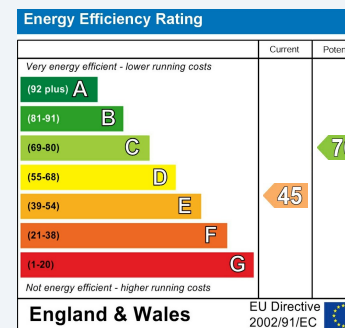 Energy Efficiency Rating
Current
Very energy efficient - lower running costs
(92 plus) A
(81-91) B
(69-80) C
(55-68) D
(39-54) E
45
(21-38) F
(1-20) G
Not energy efficient - higher running costs
England & Wales
EU Directive
2002/91/EC